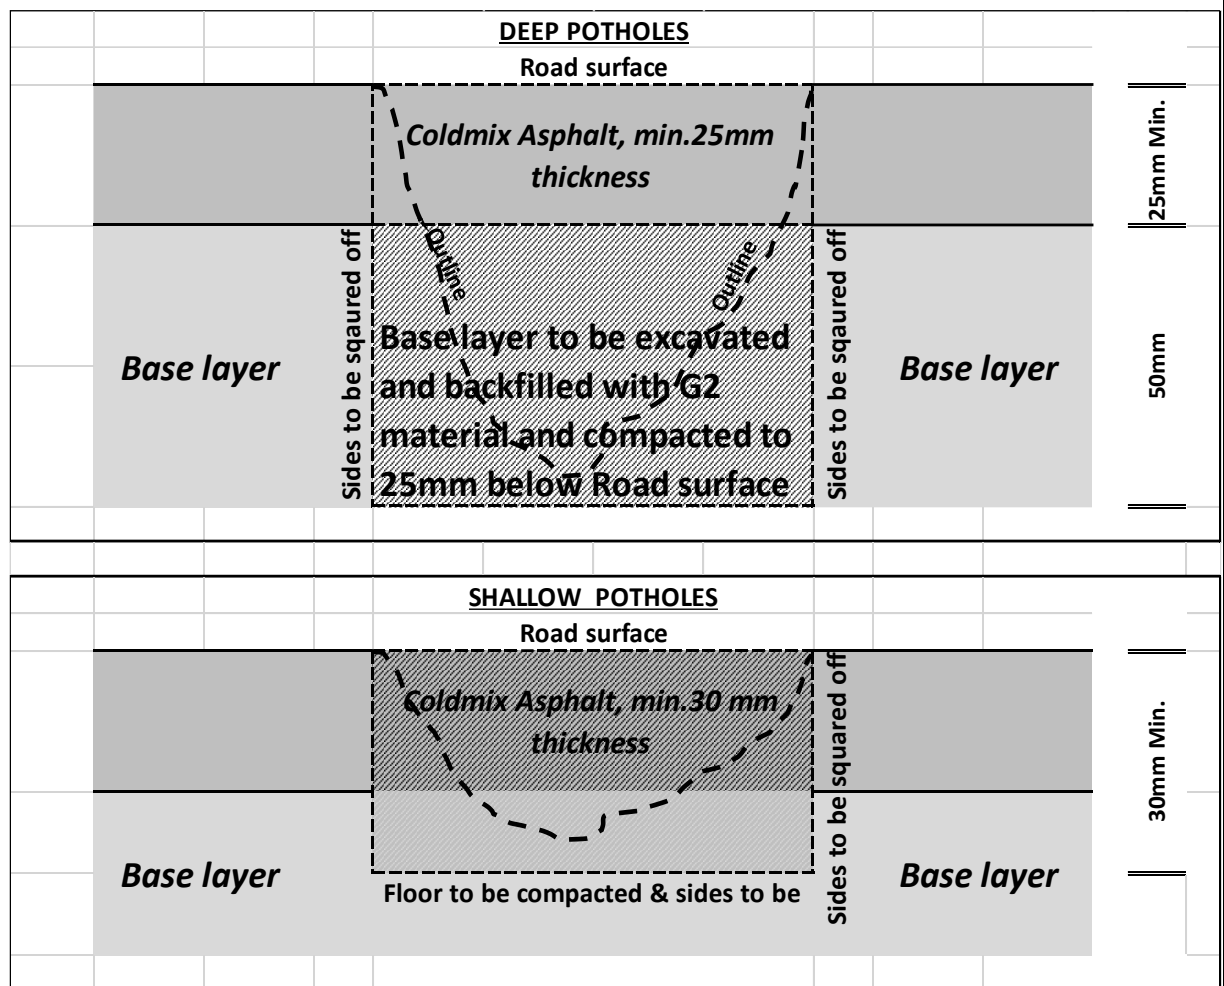 DEEP POTHOLES
Road surface
Coldmix Asphalt, min.25mm
thickness
25mm Min.
Sides to be sqaured off
Outline
Outline
Sides to be sqaured off
Base layer
Base layer to be excavated
and backfilled with G2
material and compacted to
25mm below Road surface
Base layer
50mm
SHALLOW POTHOLES
Road surface
Coldmix Asphalt, min.30 mm
thickness
Sides to be squared off
30mm Min.
Base layer
Floor to be compacted & sides to be
Base layer